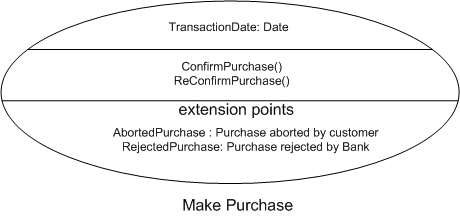 TransactionDate: Date
ConfirmPurchase()
ReConfirmPurchase()
extension points
AbortedPurchase : Purchase aborted by customer
RejectedPurchase: Purchase rejected by Bank
Make Purchase